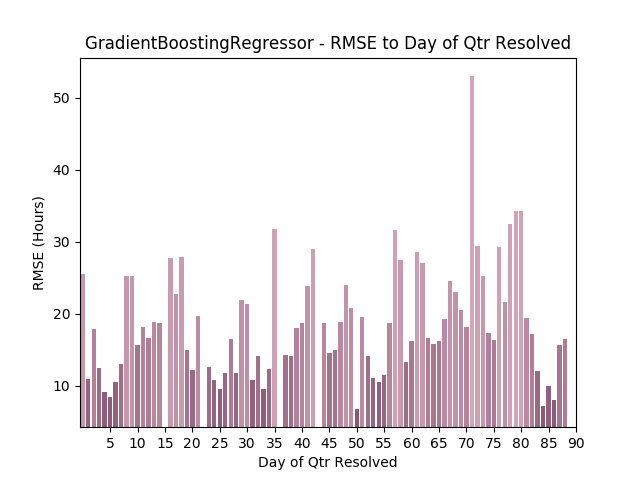 GradientBoostingRegressor - RMSE to Day of Qtr Resolved
50
40
30
20
10
RMSE (Hours)
5 10 15 20 25 30 35 40 45 50 55 60 65 70 75 80 85 90
Day of Qtr Resolved